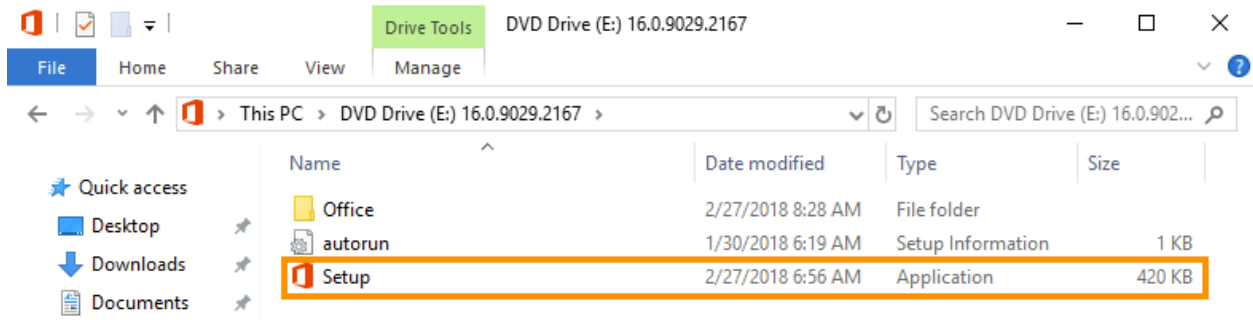 Drive Tools DVD Drive (E:) 16.0.9029.2167
File Home Share View Manage
This PC > DVD Drive (E:) 16.0.9029.2167 > Search DVD Drive (E:) 16.0.902...
Name Date modified Type Size
Quick access
Office 2/27/2018 8:28 AM File folder
Desktop
autorun 1/30/2018 6:19 AM Setup Information 1 KB
Downloads
Setup 2/27/2018 6:56 AM Application 420 KB
Documents